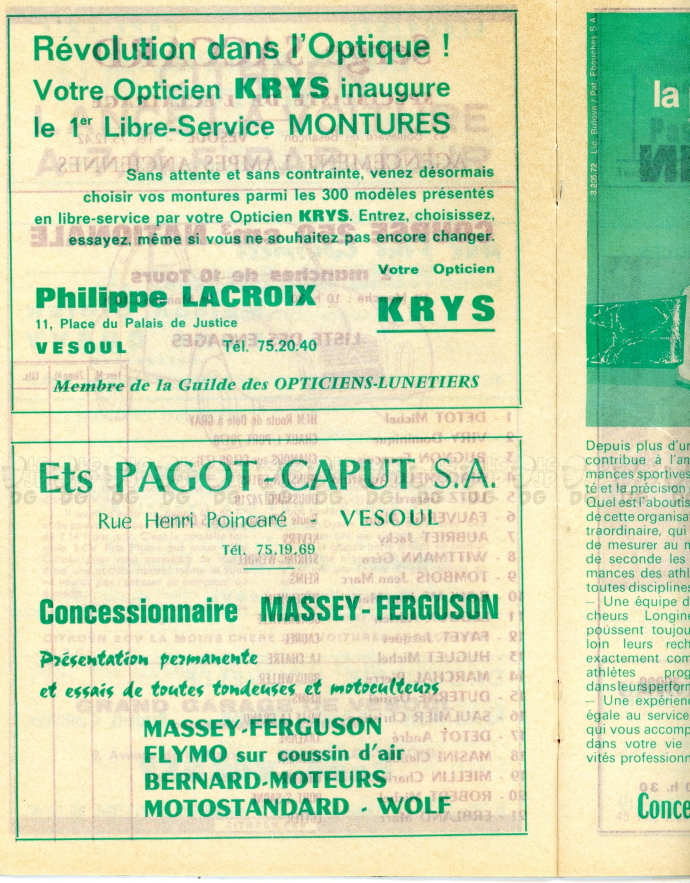 Révolution dans l'Optique !
Votre Opticien KRYS inaugure
le 1er Libre-Service MONTURES
Sans attente et sans contrainte, venez désormais
choisir vos montures parmi les 300 modèles présentés
en libre-service par votre Opticien KRYS. Entrez, choisissez,
essayez, même si vous ne souhaitez pas encore changer.
Votre Opticien
Philippe LACROIX
KRYS
11, Place du Palais de Justice
VESOUL Tél. 75.20.40
Membre de la Guilde des OPTICIENS-LUNETIERS
Ets PAGOT-CAPUT S.A.
Rue Henri Poincaré - VESOUL
Tél. 75.19.69
Concessionnaire MASSEY-FERGUSON
Présentation permanente
et essais de toutes tondeuses et motoculteurs
MASSEY-FERGUSON
FLYMO sur coussin d'air
BERNARD-MOTEURS
MOTOSTANDARD - WOLF
la
Depuis plus d'u
contribue à l'a
mances sportives
té et la précision
Quel est l'aboutis
de cette organisa
traordinaire, qui
de mesurer au m
de seconde les
mances des athl
toutes disciplines
— Une équipe d
cheurs Longine
poussent toujou
loin leurs rech
exactement com
athlètes prog
dansleursperform
— Une expérienc
égale au service
qui vous accomp
dans votre vie
vités professionn
Conce